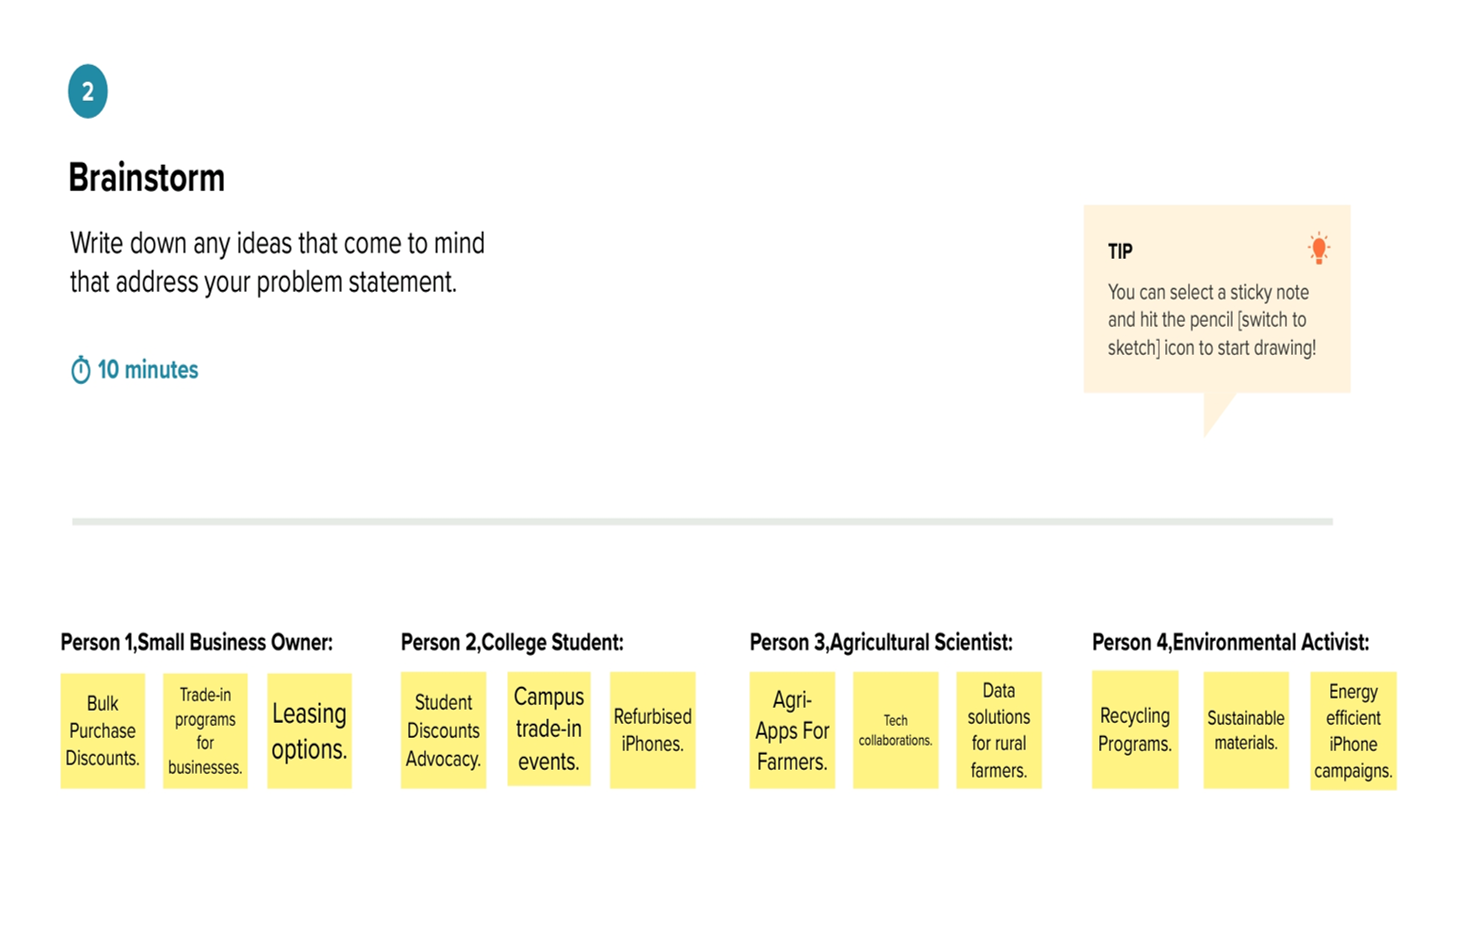 2
Brainstorm
Write down any ideas that come to mind
that address your problem statement.
10 minutes
TIP
You can select a sticky note
and hit the pencil [switch to
sketch] icon to start drawing!
Person 1,Small Business Owner:
Bulk
Purchase
Discounts.
Trade-in
programs
for
businesses.
Leasing
options.
Person 2,College Student:
Student
Discounts
Advocacy.
Campus
trade-in
events.
Refurbised
iPhones.
Person 3,Agricultural Scientist:
Agri-
Apps For
Farmers.
Tech
collaborations.
Data
solutions
for rural
farmers.
Person 4,Environmental Activist:
Recycling
Programs.
Sustainable
materials.
Energy
efficient
iPhone
campaigns.